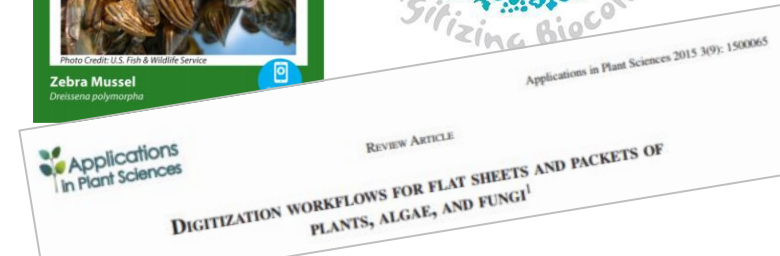 Photo Credit: U.S. Fish & Wildlife Service
Zebra Mussel
Dreissena polymorpha
gitizing Bioco
Applications in Plant Sciences 2015 3(9): 1500065
Applications
in Plant Sciences
REVIEW ARTICLE
DIGITIZATION WORKFLOWS FOR FLAT SHEETS AND PACKETS OF
PLANTS, ALGAE, AND FUNGI1